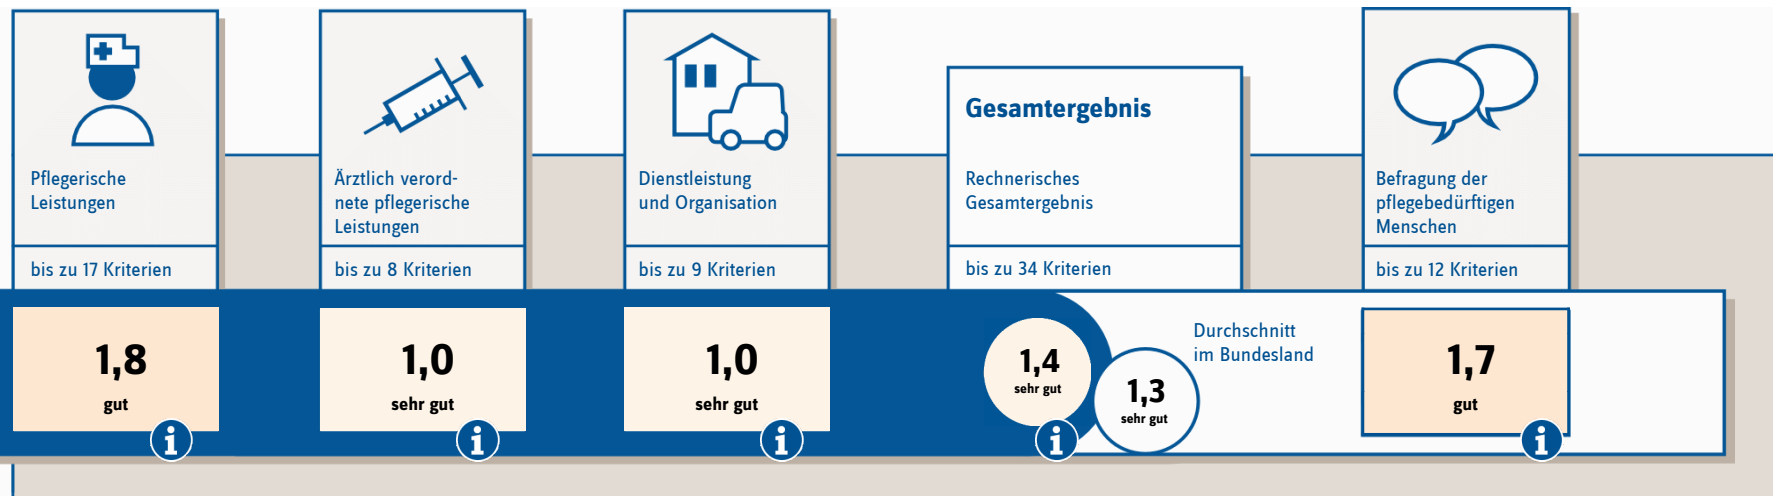 Pflegerische
Leistungen
bis zu 17 Kriterien
1,8
gut
i
Ärztlich verord-
nete pflegerische
Leistungen
bis zu 8 Kriterien
1,0
sehr gut
i
Dienstleistung
und Organisation
bis zu 9 Kriterien
1,0
sehr gut
i
Gesamtergebnis
Rechnerisches
Gesamtergebnis
bis zu 34 Kriterien
1,4
sehr gut
i
1,3
sehr gut
Durchschnitt
im Bundesland
Befragung der
pflegebedürftigen
Menschen
bis zu 12 Kriterien
1,7
gut
i